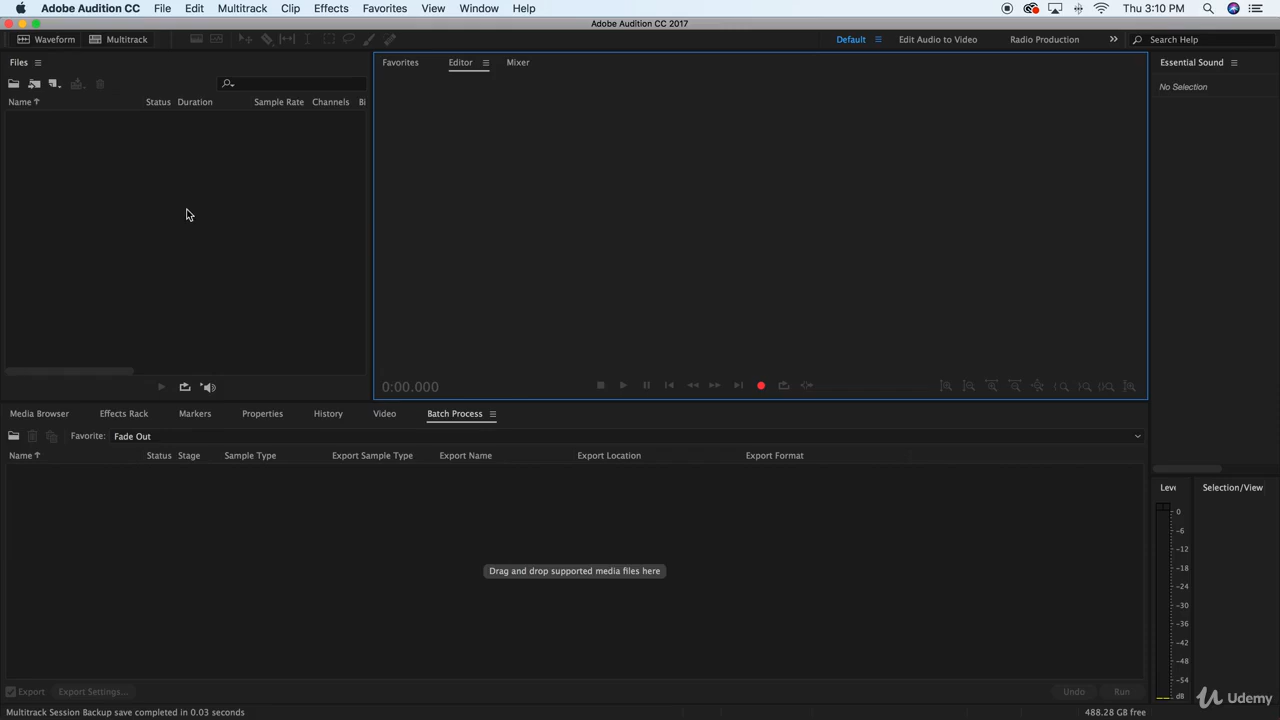 Adobe Audition CC File Edit Multitrack Clip Effects Favorites View Window Help Thu 3:10 PM
Adobe Audition CC 2017
Waveform Multitrack Default Edit Audio to Video Radio Production Search Help
Files Favorites Editor Mixer Essential Sound
No Selection
Name Status Duration Sample Rate Channels Bi
0:00.000
Media Browser Effects Rack Markers Properties History Video Batch Process
Favorite: Fade Out
Name Status Stage Sample Type Export Sample Type Export Name Export Location Export Format
Leve Selection/View
0
-6
-12
-18
-24
-30
-36
-42
-48
-54
dB
Drag and drop supported media files here
Export Export Settings... Undo Run
Udemy
Multitrack Session Backup save completed in 0.03 seconds 488.28 GB free